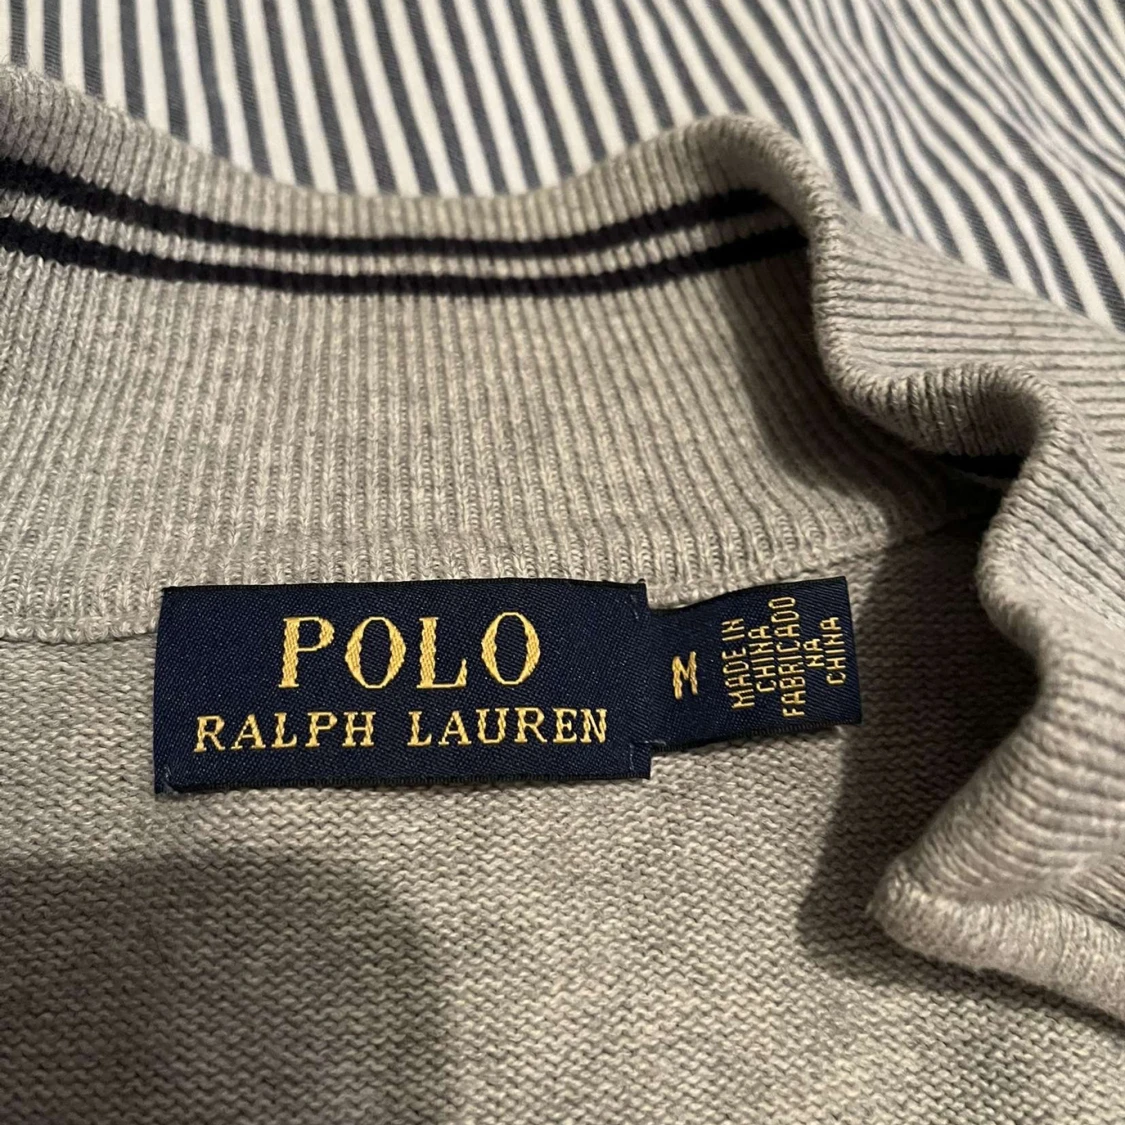 POLO
RALPH LAUREN
M
MADE IN
CHINA
FABRICADO
NA
CHINA